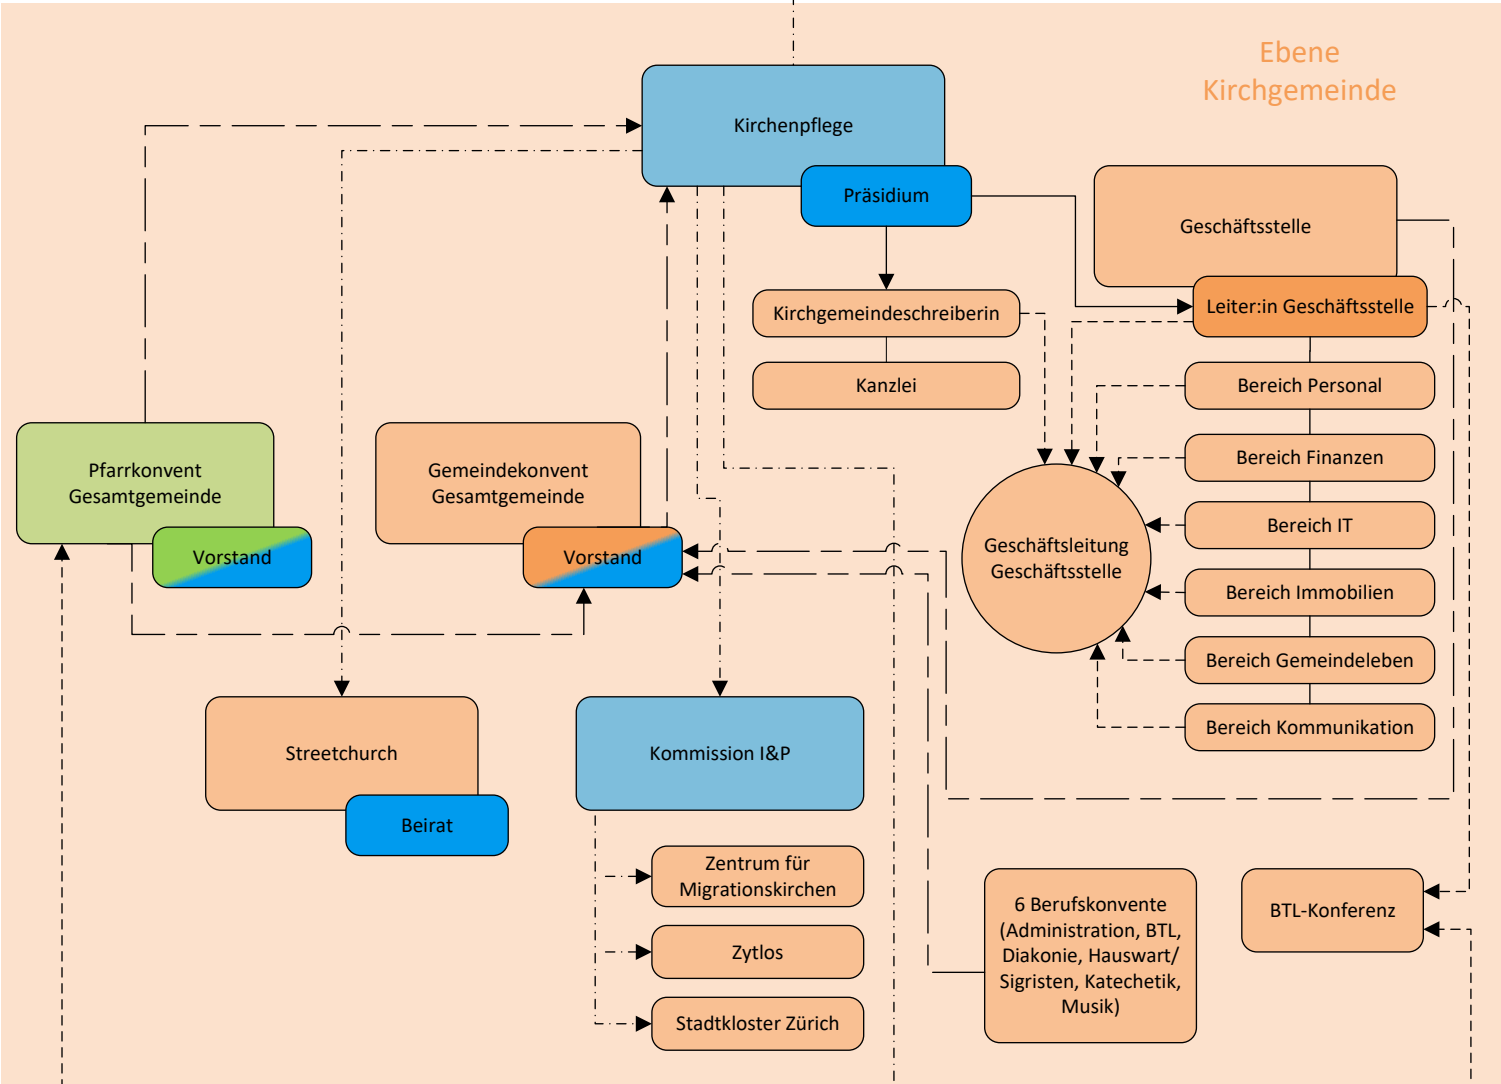 Ebene
Kirchgemeinde
Kirchenpflege
Präsidium
Geschäftsstelle
Leiter:in Geschäftsstelle
Kirchgemeindeschreiberin
Kanzlei
Bereich Personal
Bereich Finanzen
Bereich IT
Bereich Immobilien
Bereich Gemeindeleben
Bereich Kommunikation
Geschäftsleitung
Geschäftsstelle
Pfarrkonvent
Gesamtgemeinde
Vorstand
Gemeindekonvent
Gesamtgemeinde
Vorstand
Streetchurch
Beirat
Kommission I&P
Zentrum für
Migrationskirchen
Zytlos
Stadtkloster Zürich
6 Berufskonvente
(Administration, BTL,
Diakonie, Hauswart/
Sigristen, Katechetik,
Musik)
BTL-Konferenz